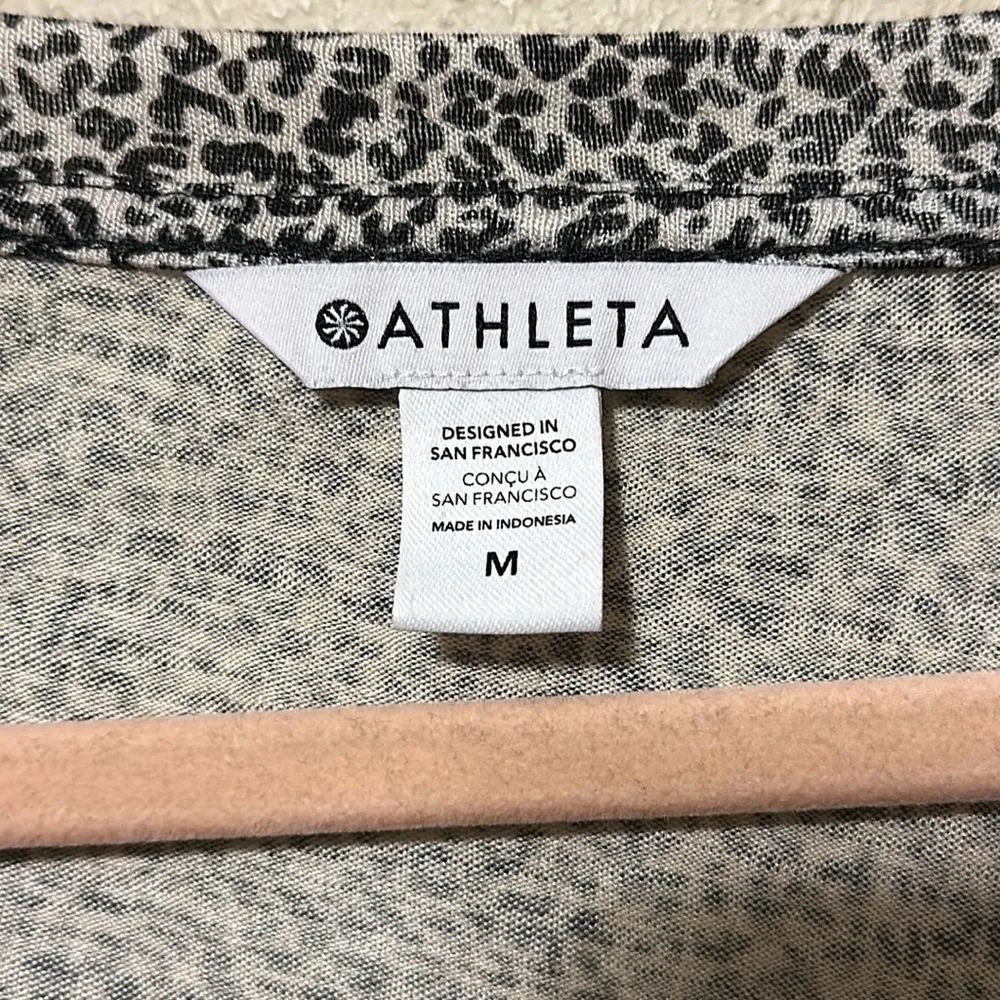 ATHLETA
DESIGNED IN
SAN FRANCISCO
CONÇU À
SAN FRANCISCO
MADE IN INDONESIA
M